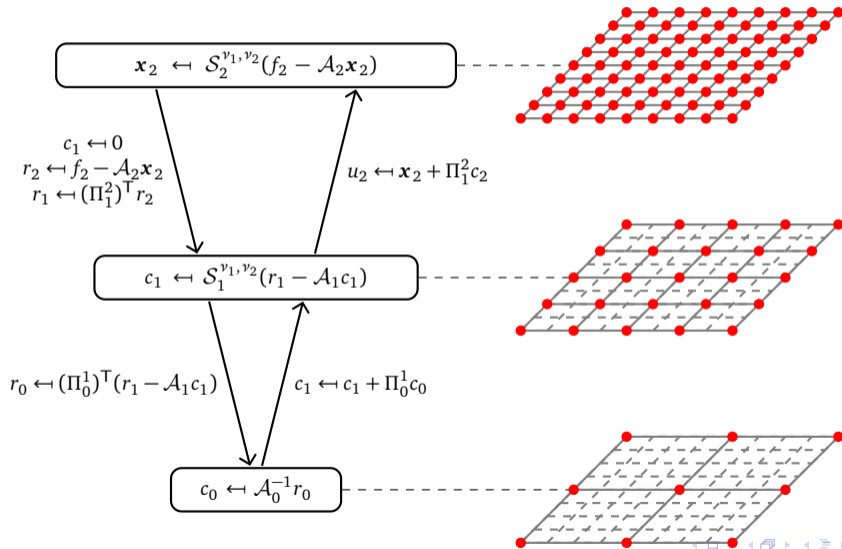 𝒙₂ ↤ 𝒮₂^{ν₁,ν₂}(f₂ − 𝒜₂𝒙₂)
c₁ ↤ 0
r₂ ↤ f₂ − 𝒜₂𝒙₂
r₁ ↤ (Π₁²)ᵀr₂
u₂ ↤ 𝒙₂ + Π₁²c₂
c₁ ↤ 𝒮₁^{ν₁,ν₂}(r₁ − 𝒜₁c₁)
r₀ ↤ (Π₀¹)ᵀ(r₁ − 𝒜₁c₁)
c₁ ↤ c₁ + Π₀¹c₀
c₀ ↤ 𝒜₀⁻¹r₀